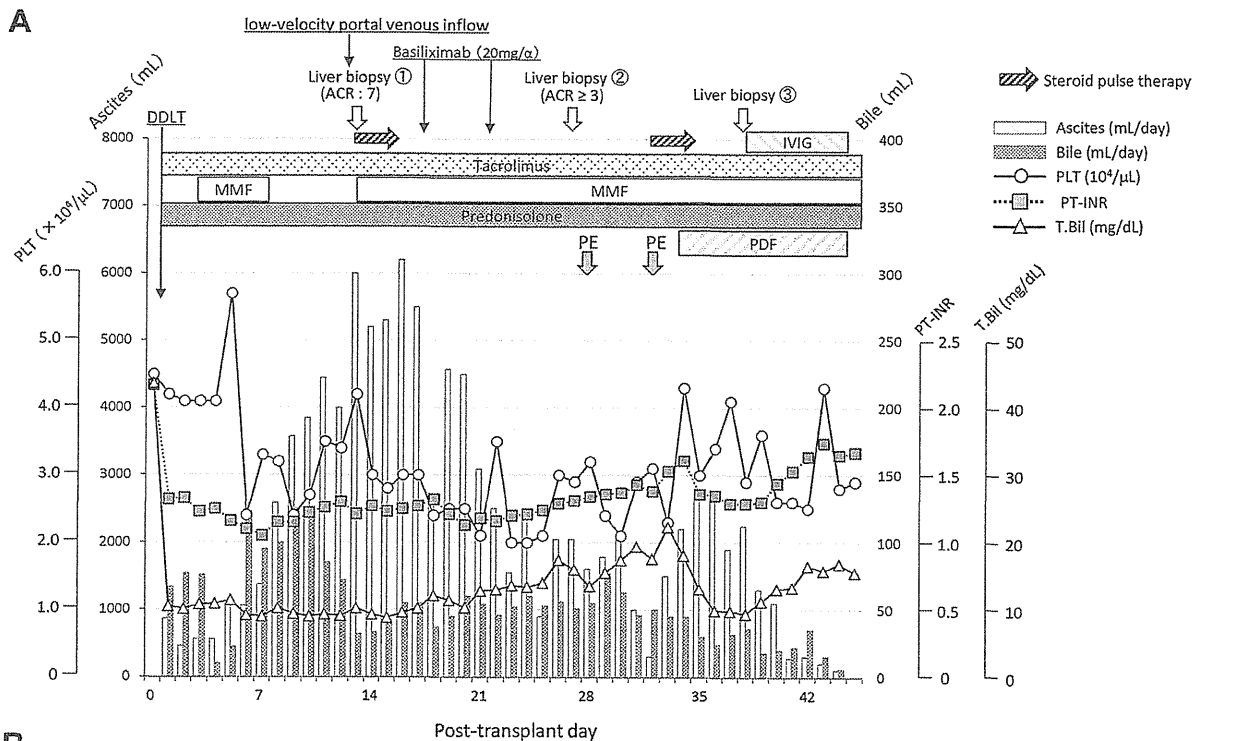 A
low-velocity portal venous inflow
Basiliximab (20mg/α)
Liver biopsy ①
(ACR : 7)
Liver biopsy ②
(ACR ≥ 3)
Liver biopsy ③
Steroid pulse therapy
Ascites (mL/day)
Bile (mL/day)
PLT (10⁴/μL)
PT-INR
T.Bil (mg/dL)
DDLT
Ascites (mL)
Bile (mL)
IVIG
Tacrolimus
MMF
MMF
Predonisolone
PE
PE
PDF
PLT (×10⁴/μL)
PT-INR
T.Bil (mg/dL)
6.0
5.0
4.0
3.0
2.0
1.0
0
8000
7000
6000
5000
4000
3000
2000
1000
0
400
350
300
250
200
150
100
50
0
2.5
2.0
1.5
1.0
0.5
0
50
40
30
20
10
0
0 7 14 21 28 35 42
Post-transplant day